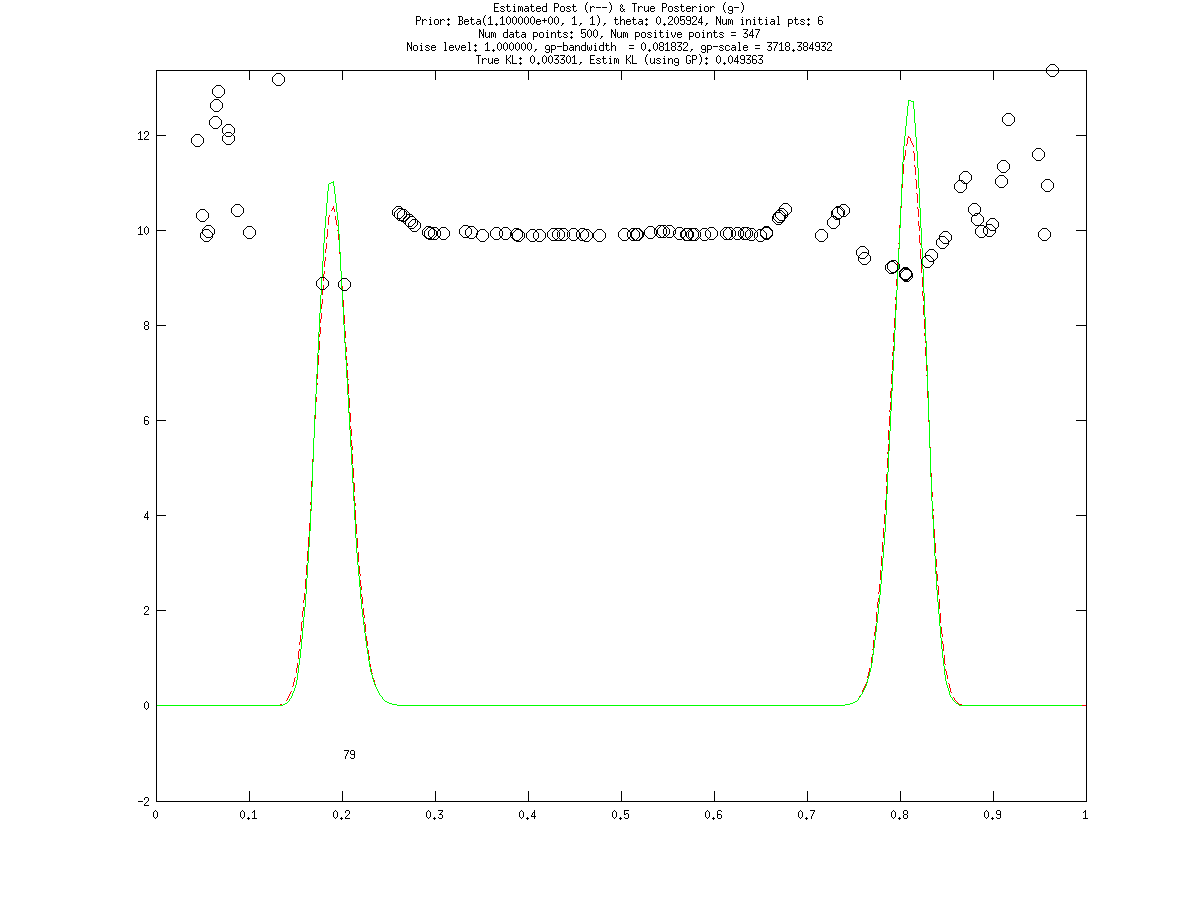 Estimated Post (r--) & True Posterior (g-)
Prior: Beta(1.100000e+00, 1, 1), theta: 0.205924, Num initial pts: 6
Num data points: 500, Num positive points = 347
Noise level: 1.000000, gp-bandwidth  = 0.081832, gp-scale = 3718.384932
True KL: 0.003301, Estim KL (using GP): 0.049363
12
10
8
6
4
2
0
79
-2
0 0.1 0.2 0.3 0.4 0.5 0.6 0.7 0.8 0.9 1